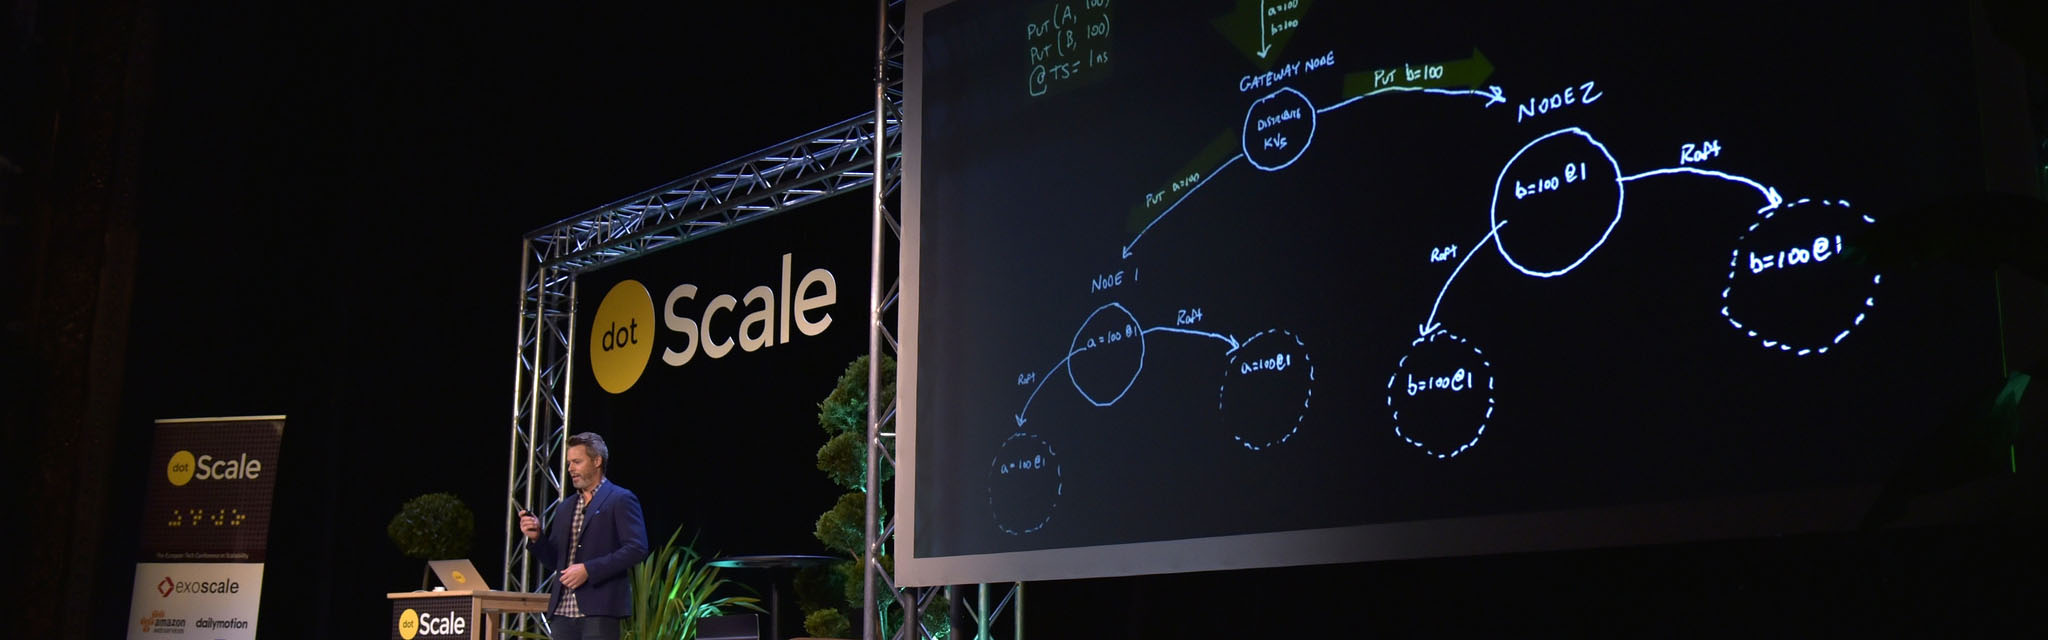 PUT (A, 100)
PUT (B, 100)
@TS= 1ns
a=100
b=100
GATEWAY NODE
PUT b=100
NODE 2
KVs
PUT a=100
b=100@1
Raft
b=100@1
Raft
b=100@1
NODE 1
a=100@1
Raft
a=100@1
Raft
a=100@1
dot Scale
dot Scale
The European Tech Conference on Scalability
exoscale
amazon
web services
dailymotion
dot Scale